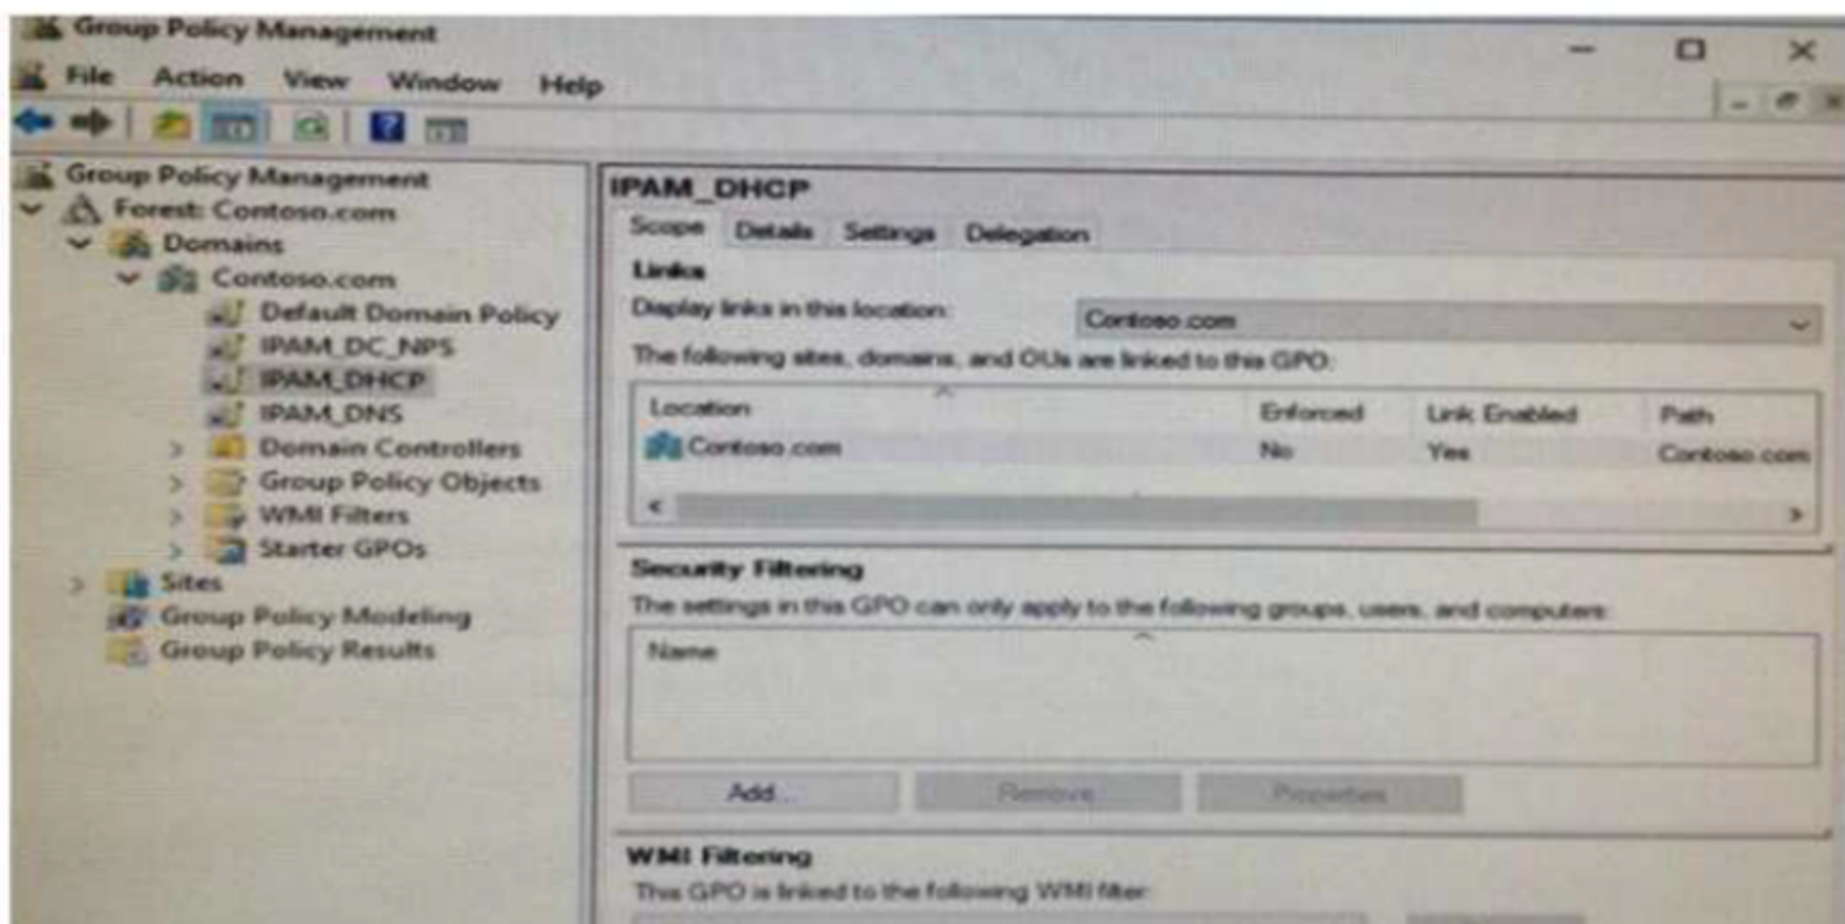 Group Policy Management
File Action View Window Help
Group Policy Management
Forest: Contoso.com
Domains
Contoso.com
Default Domain Policy
IPAM_DC_NPS
IPAM_DHCP
IPAM_DNS
Domain Controllers
Group Policy Objects
WMI Filters
Starter GPOs
Sites
Group Policy Modeling
Group Policy Results
IPAM_DHCP
Scope Details Settings Delegation
Links
Display links in this location: Contoso.com
The following sites, domains, and OUs are linked to this GPO:
Location Enforced Link Enabled Path
Contoso.com No Yes Contoso.com
Security Filtering
The settings in this GPO can only apply to the following groups, users, and computers:
Name
Add... Remove Properties
WMI Filtering
This GPO is linked to the following WMI filter: